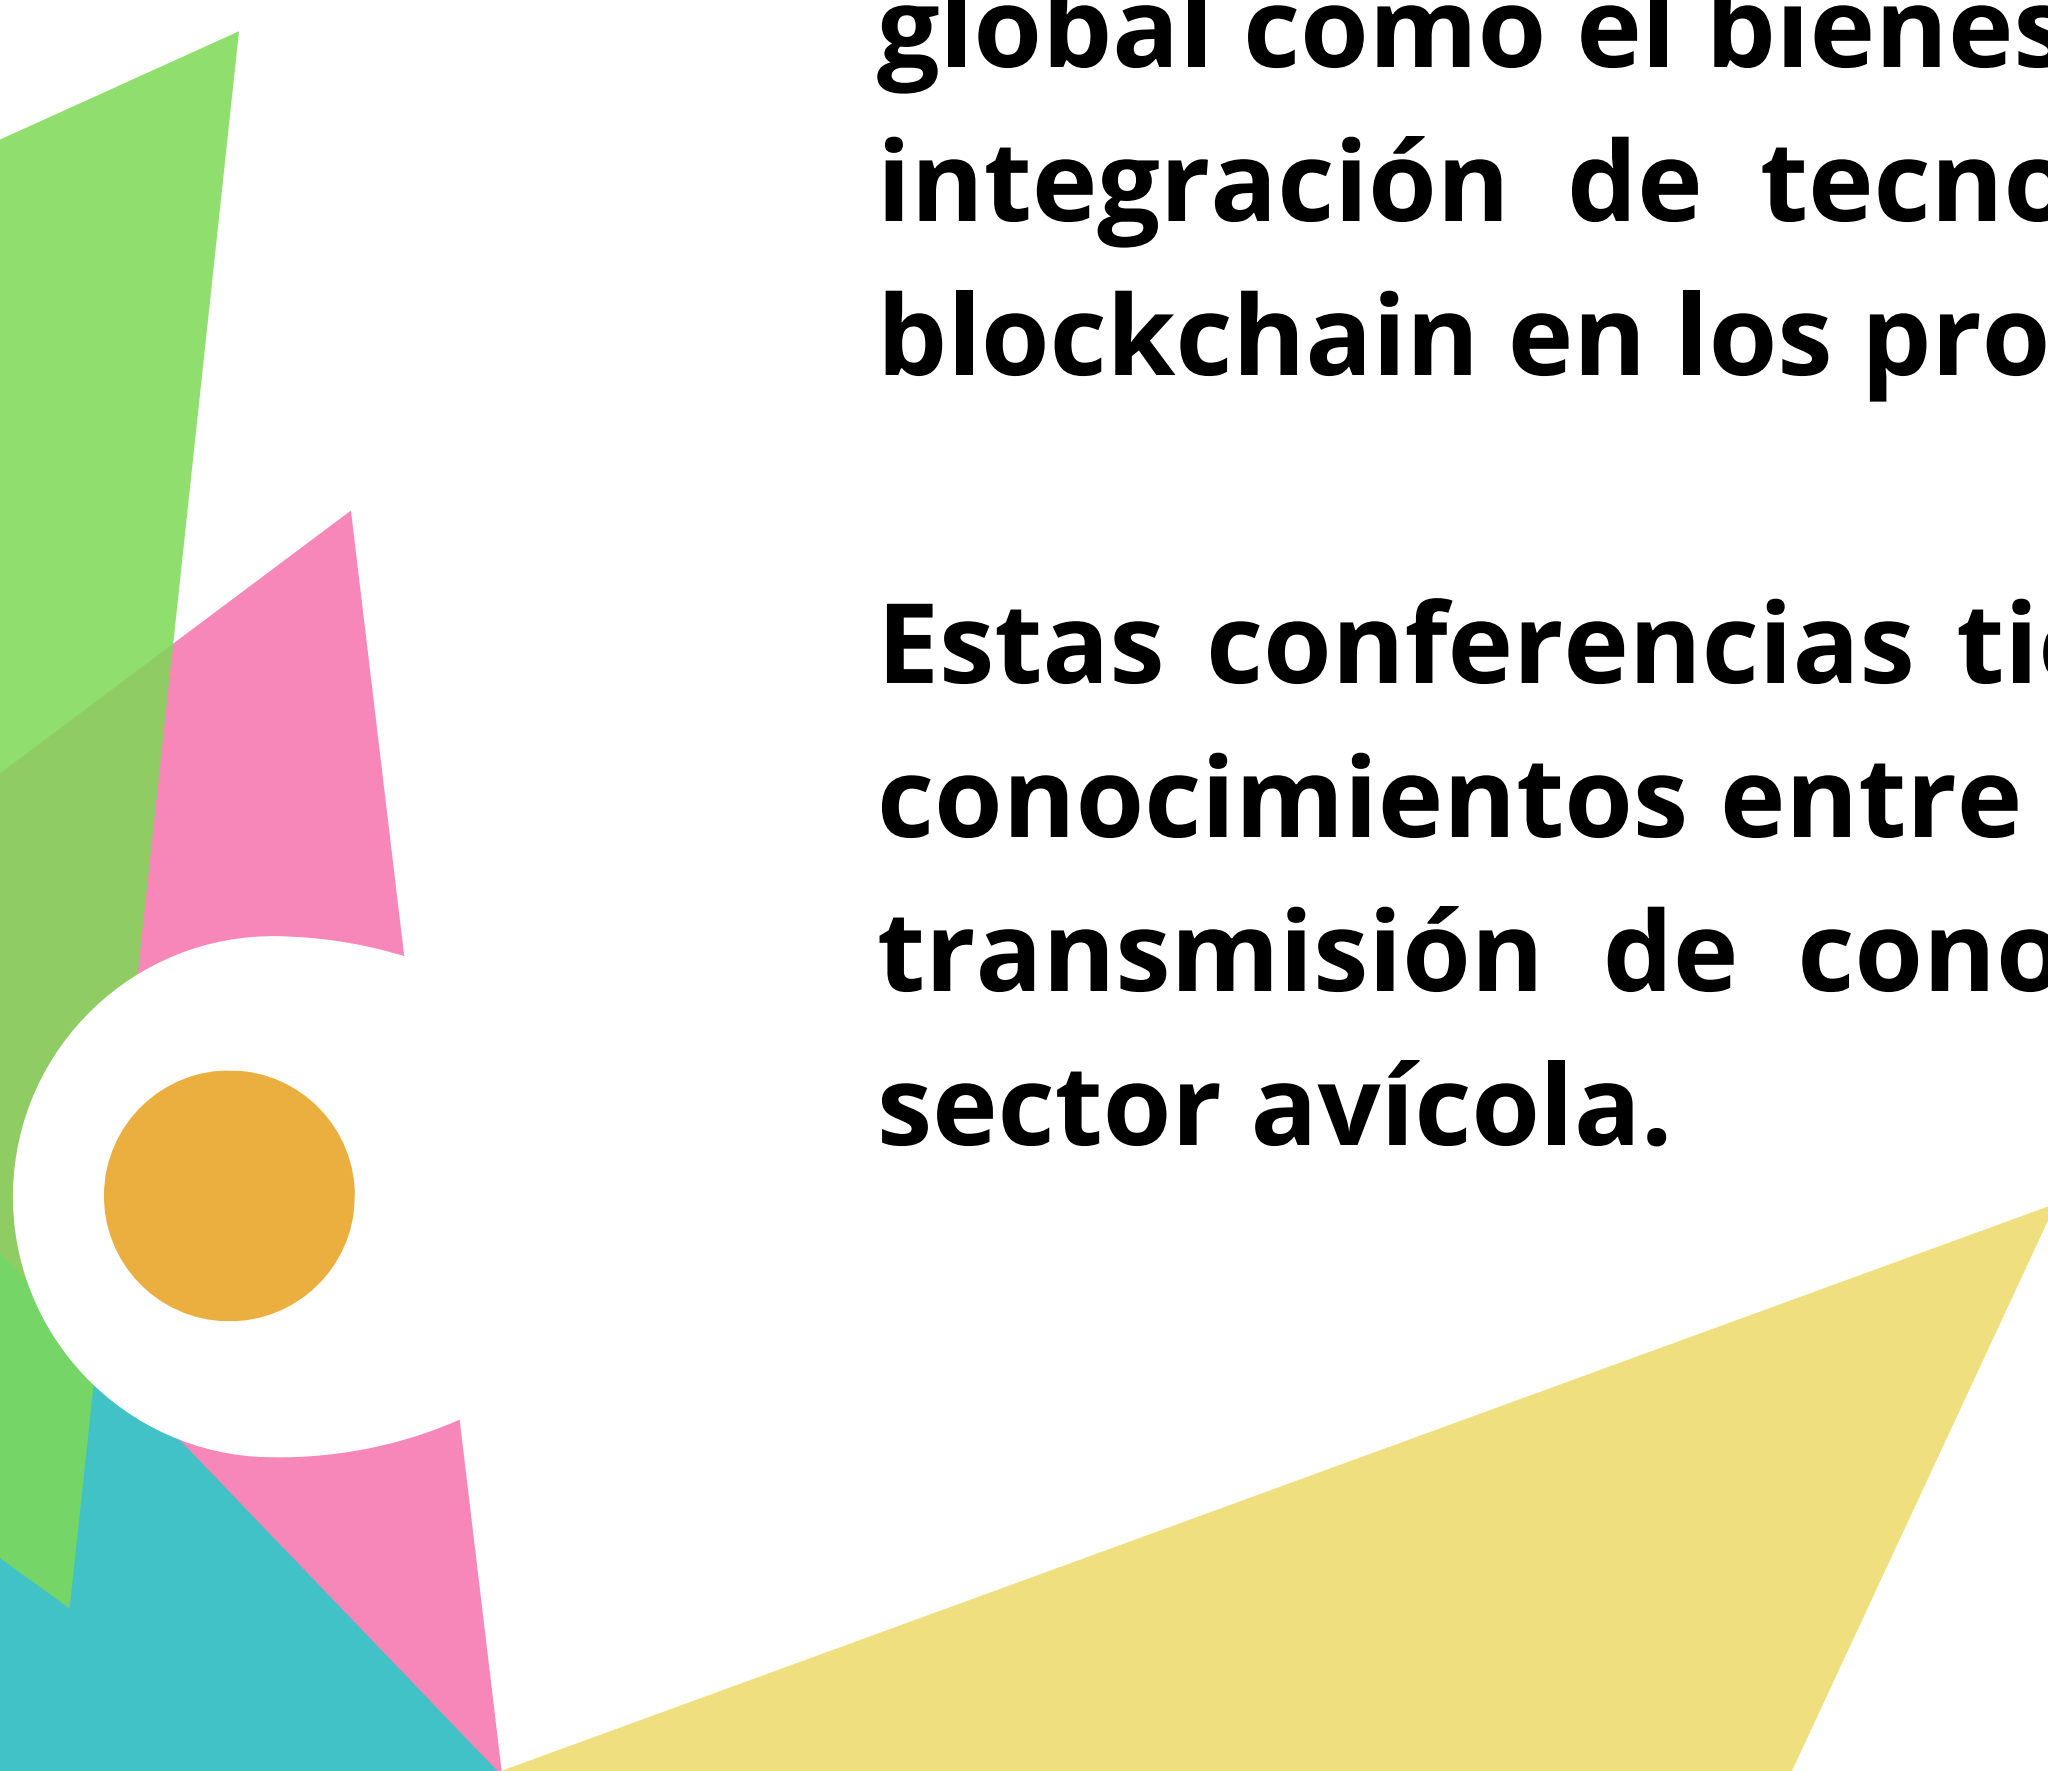 global como el bienes
integración de tecno
blockchain en los pro
Estas conferencias tie
conocimientos entre
transmisión de cono
sector avícola.